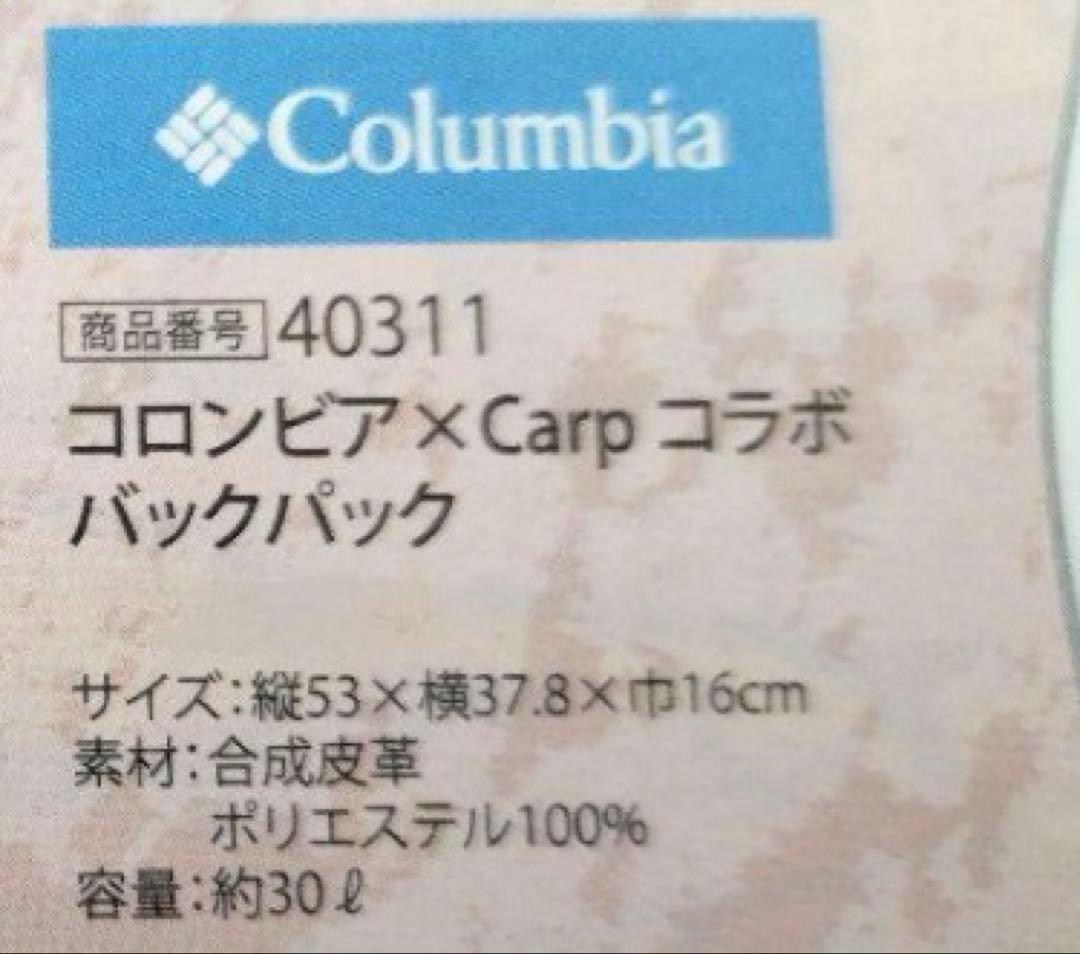 Columbia
商品番号 40311
コロンビア×Carp コラボ
バックパック
サイズ:縦53×横37.8×巾16cm
素材:合成皮革
ポリエステル100%
容量:約30ℓ